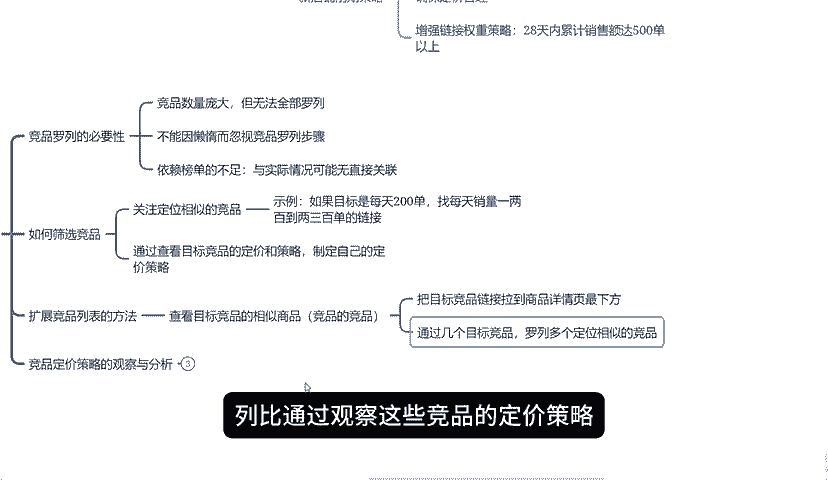 增强链接权重策略：28天内累计销售额达500单
以上
竞品数量庞大，但无法全部罗列
竞品罗列的必要性
不能因懒惰而忽视竞品罗列步骤
依赖榜单的不足：与实际情况可能无直接关联
如何筛选竞品
关注定位相似的竞品
示例：如果目标是每天200单，找每天销量一两
百到两三百单的链接
通过查看目标竞品的定价和策略，制定自己的定
价策略
扩展竞品列表的方法
查看目标竞品的相似商品（竞品的竞品）
把目标竞品链接拉到商品详情页最下方
通过几个目标竞品，罗列多个定位相似的竞品
竞品定价策略的观察与分析 3
列比通过观察这些竞品的定价策略